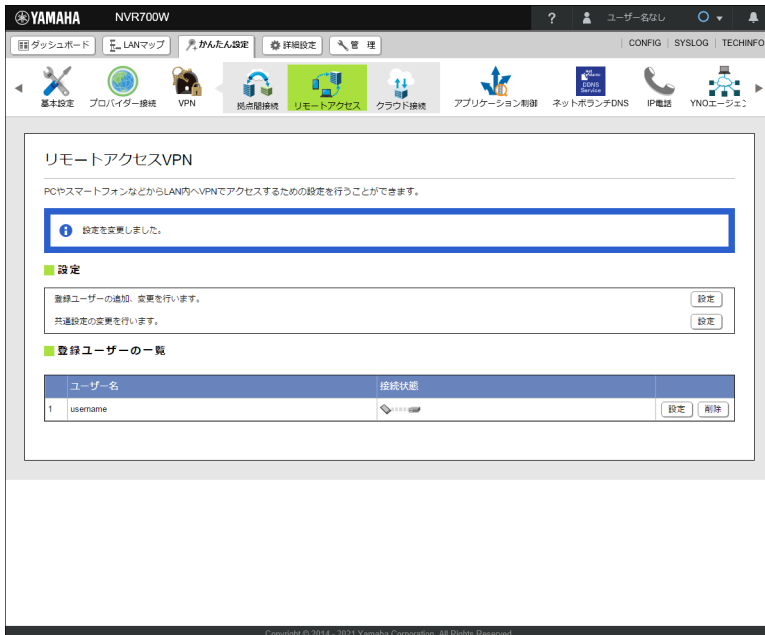 YAMAHA NVR700W ? ユーザー名なし
ダッシュボード LANマップ かんたん設定 詳細設定 管 理 CONFIG SYSLOG TECHINFO
基本設定 プロバイダー接続 VPN 拠点間接続 リモートアクセス クラウド接続 アプリケーション制御 ネットボランチDNS IP電話 YNOエージェ
DDNS
Service
リモートアクセスVPN
PCやスマートフォンなどからLAN内へVPNでアクセスするための設定を行うことができます。
設定を変更しました。
設定
登録ユーザーの追加、変更を行います。 設定
共通設定の変更を行います。 設定
登録ユーザーの一覧
ユーザー名 接続状態
1 username 設定 削除
Copyright © 2014 - 2021 Yamaha Corporation. All Rights Reserved.